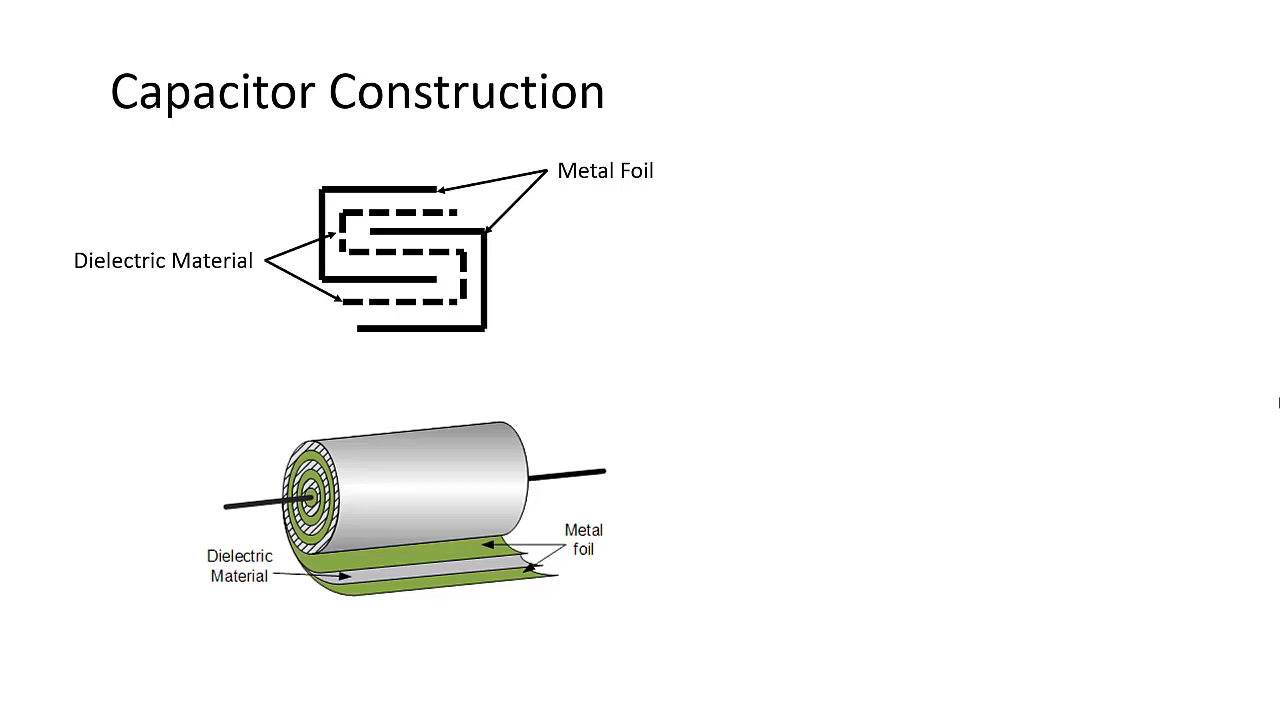 Capacitor Construction
Metal Foil
Dielectric Material
Metal
foil
Dielectric
Material